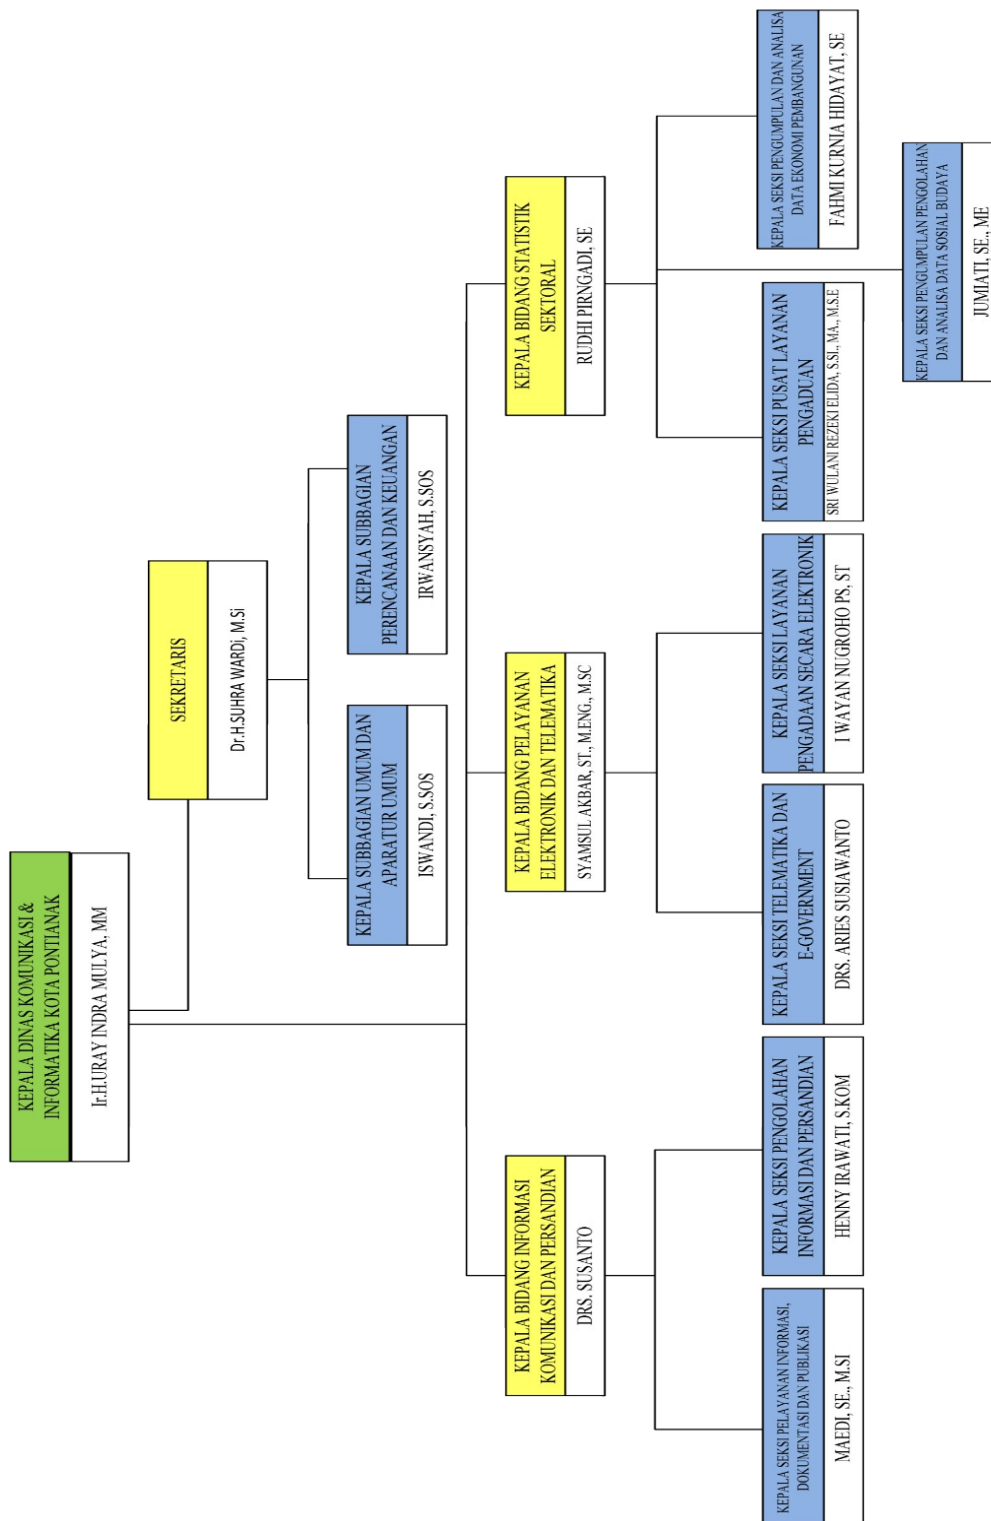 KEPALA DINAS KOMUNIKASI &
INFORMATIKA KOTA PONTIANAK
Ir.H.URAY INDRA MULYA, MM
SEKRETARIS
Dr.H.SUHRA WARDi, M.Si
KEPALA SUBBAGIAN UMUM DAN
APARATUR UMUM
ISWANDI, S.SOS
KEPALA SUBBAGIAN
PERENCANAAN DAN KEUANGAN
IRWANSYAH, S.SOS
KEPALA BIDANG INFORMASI
KOMUNIKASI DAN PERSANDIAN
DRS. SUSANTO
KEPALA BIDANG PELAYANAN
ELEKTRONIK DAN TELEMATIKA
SYAMSUL AKBAR, ST., M.ENG., M.SC
KEPALA BIDANG STATISTIK
SEKTORAL
RUDHI PIRNGADI, SE
KEPALA SEKSI PELAYANAN INFORMASI,
DOKUMENTASI DAN PUBLIKASI
MAEDI, SE., M.SI
KEPALA SEKSI PENGOLAHAN
INFORMASI DAN PERSANDIAN
HENNY IRAWATI, S.KOM
KEPALA SEKSI TELEMATIKA DAN
E-GOVERNMENT
DRS. ARIES SUSIAWANTO
KEPALA SEKSI LAYANAN
PENGADAAN SECARA ELEKTRONIK
I WAYAN NUGROHO PS, ST
KEPALA SEKSI PUSAT LAYANAN
PENGADUAN
SRI WULANI REZEKI ELIDA, S.SI., MA., M.S.E
KEPALA SEKSI PENGUMPULAN DAN ANALISA
DATA EKONOMI PEMBANGUNAN
FAHMI KURNIA HIDAYAT, SE
KEPALA SEKSI PENGUMPULAN PENGOLAHAN
DAN ANALISA DATA SOSIAL BUDAYA
JUMIATI, SE., ME